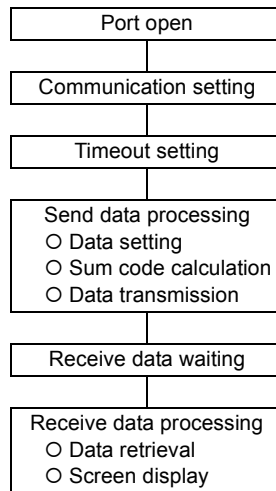 Port open
Communication setting
Timeout setting
Send data processing
○ Data setting
○ Sum code calculation
○ Data transmission
Receive data waiting
Receive data processing
○ Data retrieval
○ Screen display